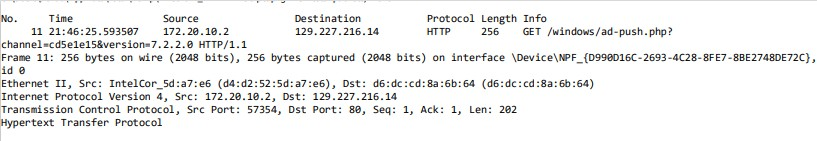 No. Time Source Destination Protocol Length Info
11 21:46:25.593507 172.20.10.2 129.227.216.14 HTTP 256 GET /windows/ad-push.php?
channel=cd5e1e15&version=7.2.2.0 HTTP/1.1
Frame 11: 256 bytes on wire (2048 bits), 256 bytes captured (2048 bits) on interface \Device\NPF_{D990D16C-2693-4C28-8FE7-8BE2748DE72C},
id 0
Ethernet II, Src: IntelCor_5d:a7:e6 (d4:d2:52:5d:a7:e6), Dst: d6:dc:cd:8a:6b:64 (d6:dc:cd:8a:6b:64)
Internet Protocol Version 4, Src: 172.20.10.2, Dst: 129.227.216.14
Transmission Control Protocol, Src Port: 57354, Dst Port: 80, Seq: 1, Ack: 1, Len: 202
Hypertext Transfer Protocol